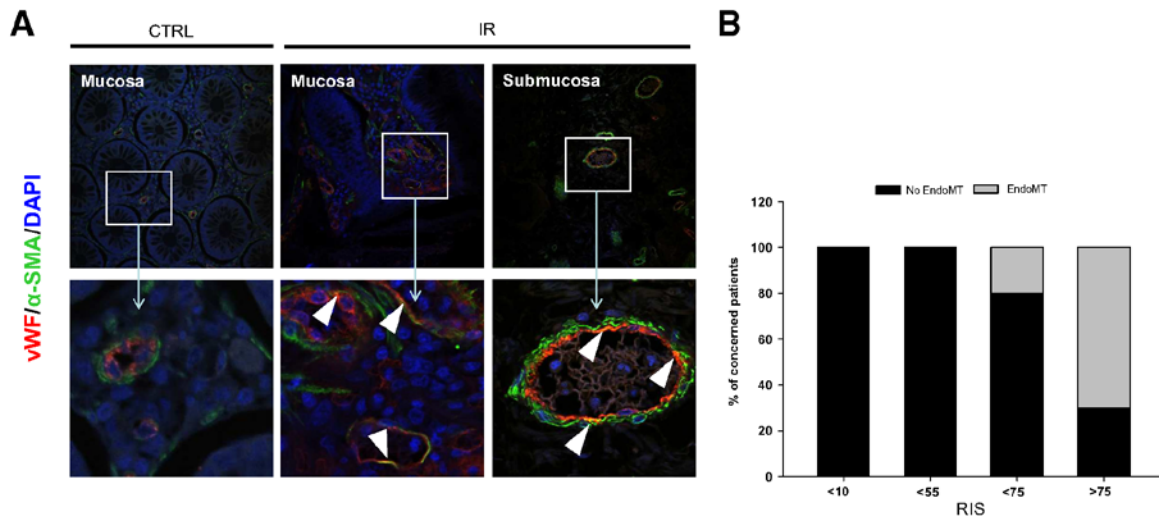 A
CTRL
IR
Mucosa
Mucosa
Submucosa
vWF/α-SMA/DAPI
B
No EndoMT
EndoMT
120
100
80
60
40
20
0
% of concerned patients
<10
<55
<75
>75
RIS